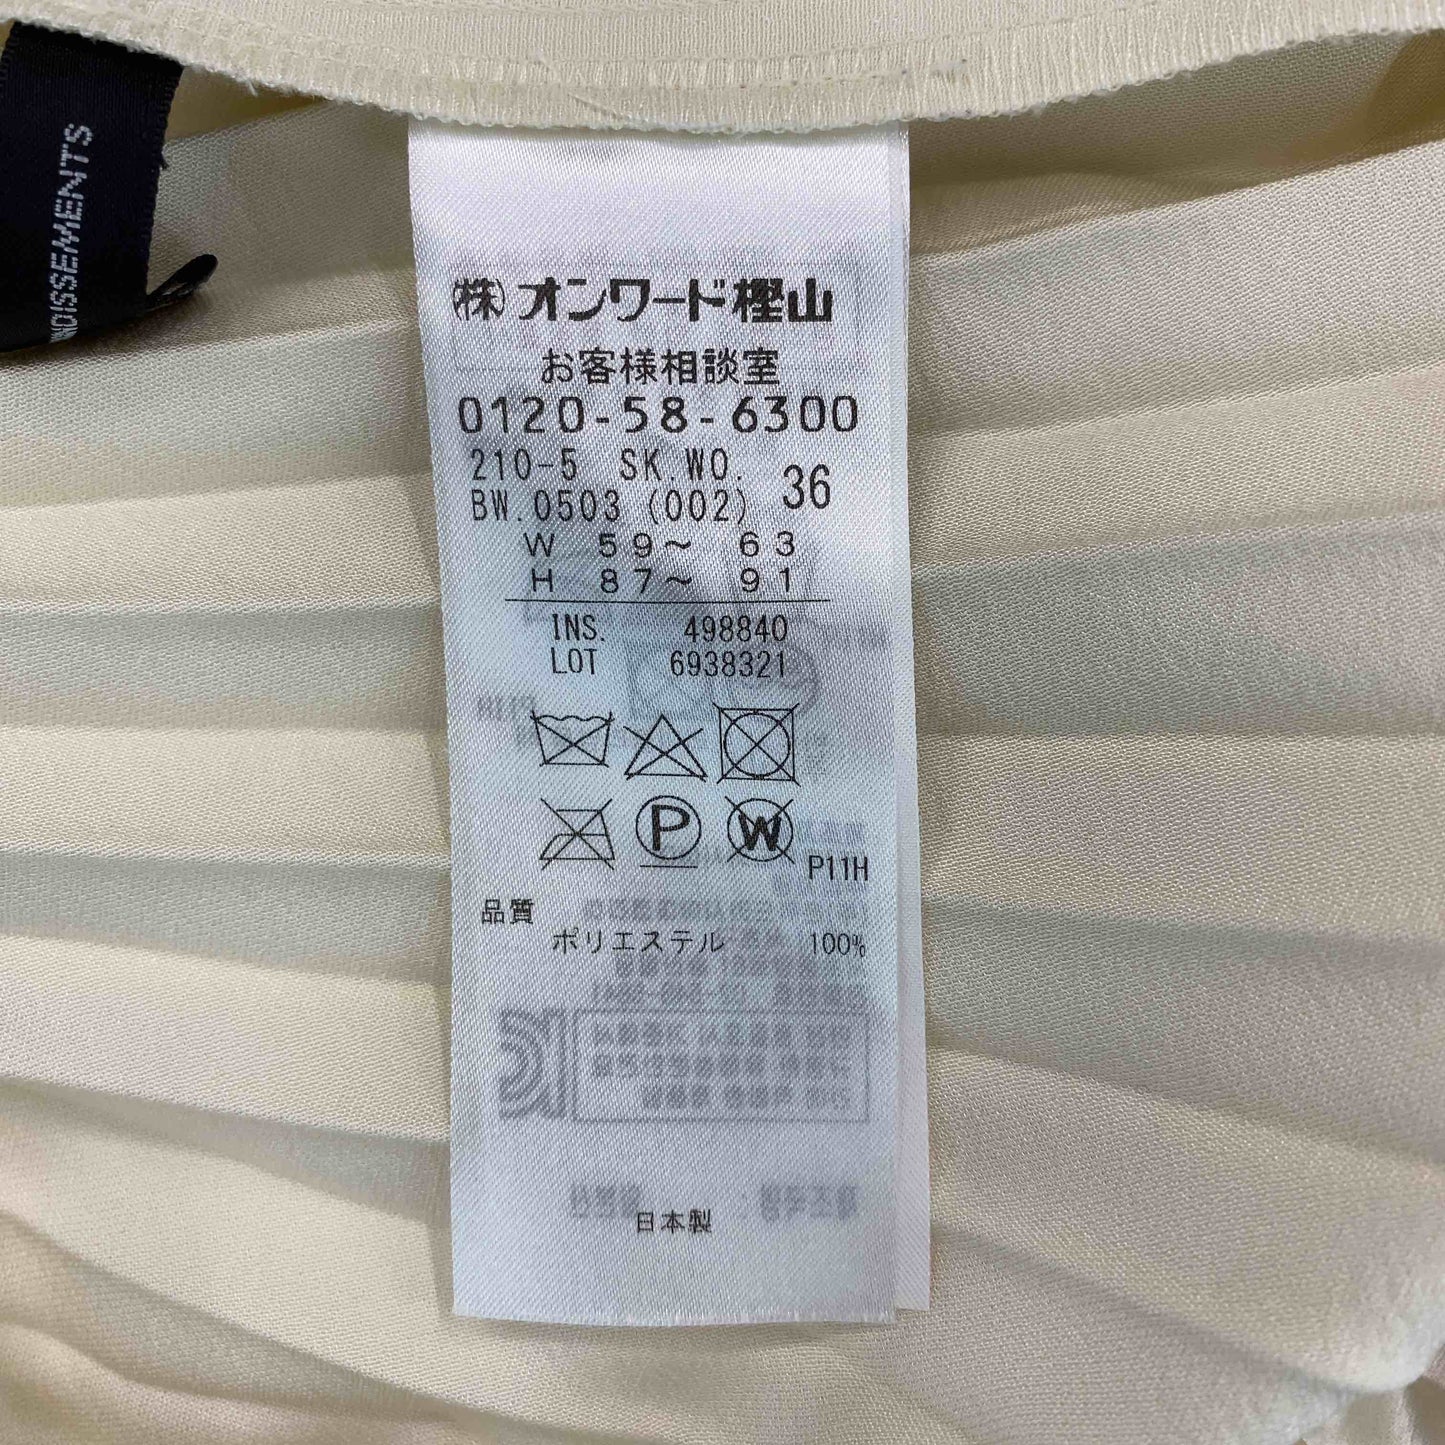 NOISSEMENTS
(株)オンワード樫山
お客様相談室
0120-58-6300
210-5 SK.WO. 36
BW.0503 (002)
W 59～ 63
H 87～ 91
INS. 498840
LOT 6938321
P
W
P11H
品質
ポリエステル 100%
日本製